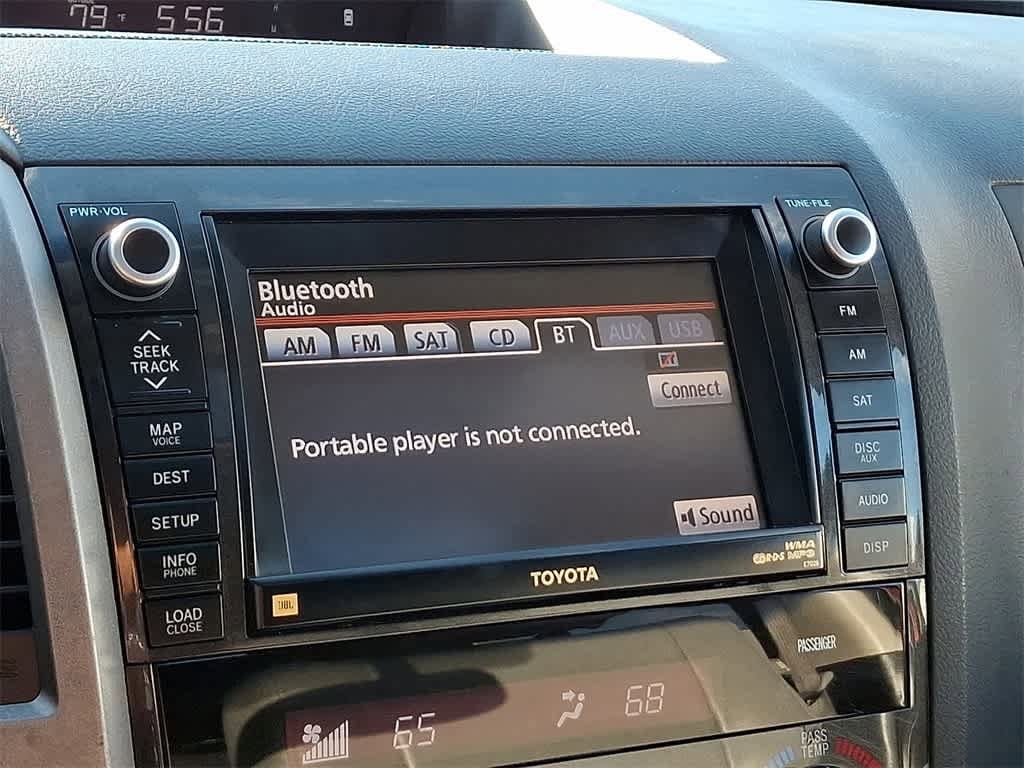 79 °F 5:56
PWR·VOL
SEEK
TRACK
MAP
VOICE
DEST
SETUP
INFO
PHONE
LOAD
CLOSE
Bluetooth
Audio
AM FM SAT CD BT AUX USB
Connect
Portable player is not connected.
Sound
JBL
TOYOTA
WMA
R·D·S MP3
TUNE·FILE
FM
AM
SAT
DISC
AUX
AUDIO
DISP
PASSENGER
65 68
PASS
TEMP